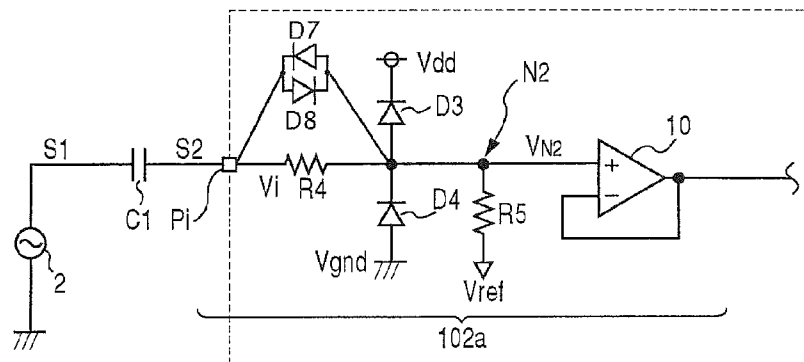 D7
D8
Vdd
N2
D3
10
S1
S2
VN2
+
−
C1
Pi
Vi
R4
D4
R5
2
Vgnd
Vref
102a